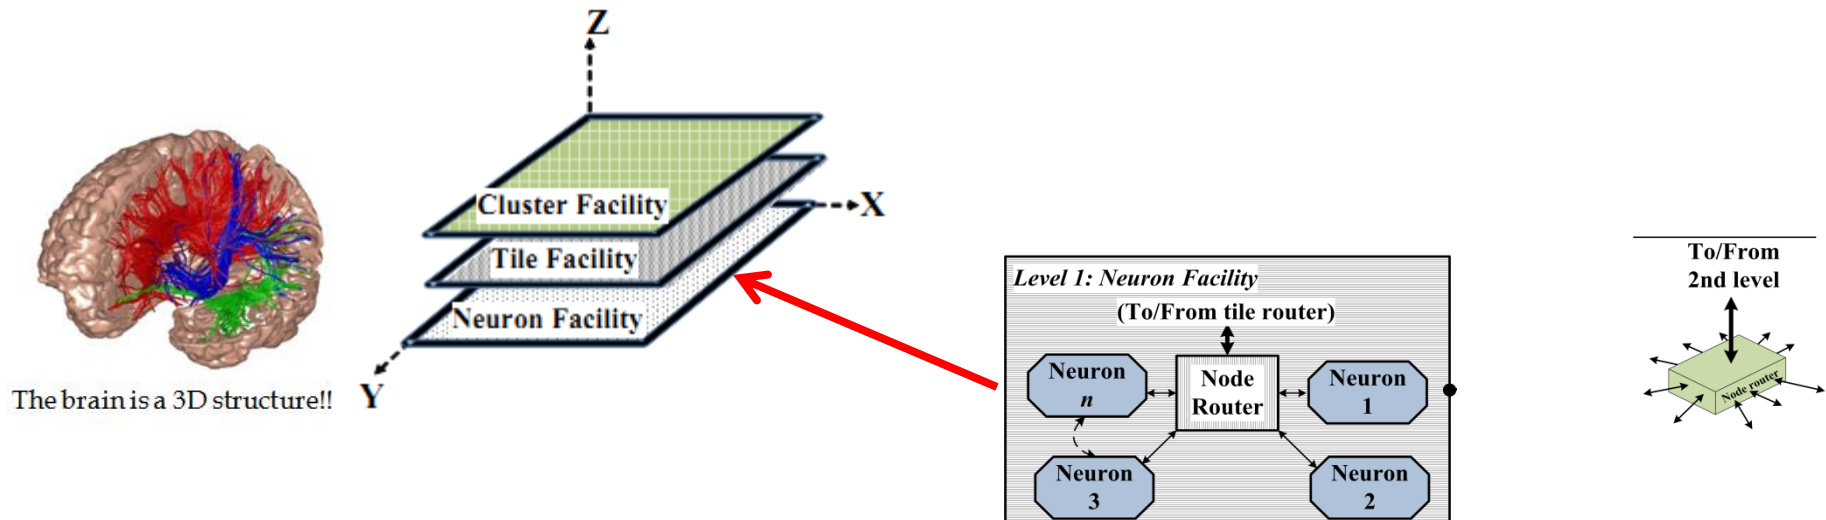 The brain is a 3D structure!!
Z
X
Y
Cluster Facility
Tile Facility
Neuron Facility
Level 1: Neuron Facility
(To/From tile router)
Neuron
n
Node
Router
Neuron
1
Neuron
3
Neuron
2
To/From
2nd level
Node router